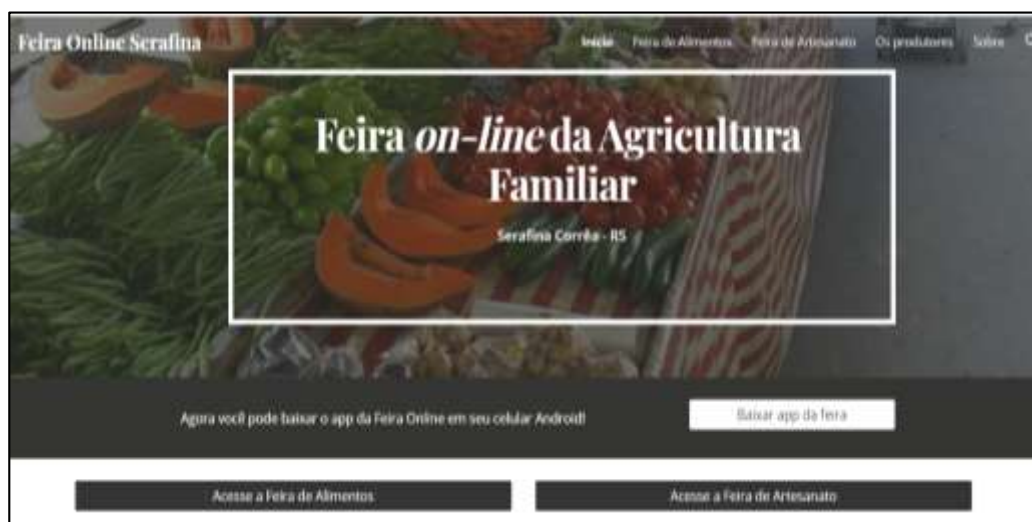 Feira Online Serafina
Início Feira de Alimentos Feira de Artesanato Os produtores Sobre
Feira on-line da Agricultura
Familiar
Serafina Corrêa - RS
Agora você pode baixar o app da Feira Online em seu celular Android!
Baixar app da feira
Acesse a Feira de Alimentos
Acesse a Feira de Artesanato